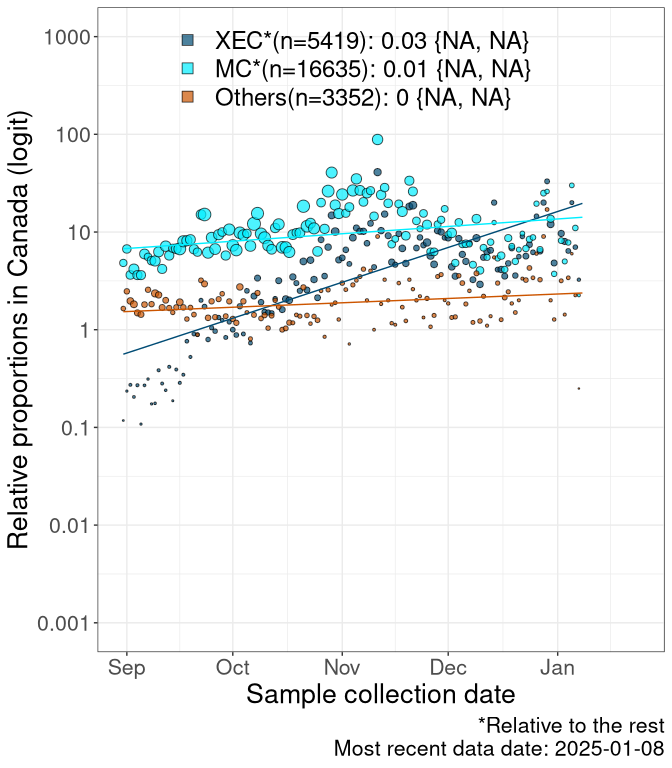 XEC*(n=5419): 0.03 {NA, NA}
MC*(n=16635): 0.01 {NA, NA}
Others(n=3352): 0 {NA, NA}
Relative proportions in Canada (logit)
1000
100
10
1
0.1
0.01
0.001
Sep Oct Nov Dec Jan
Sample collection date
*Relative to the rest
Most recent data date: 2025-01-08